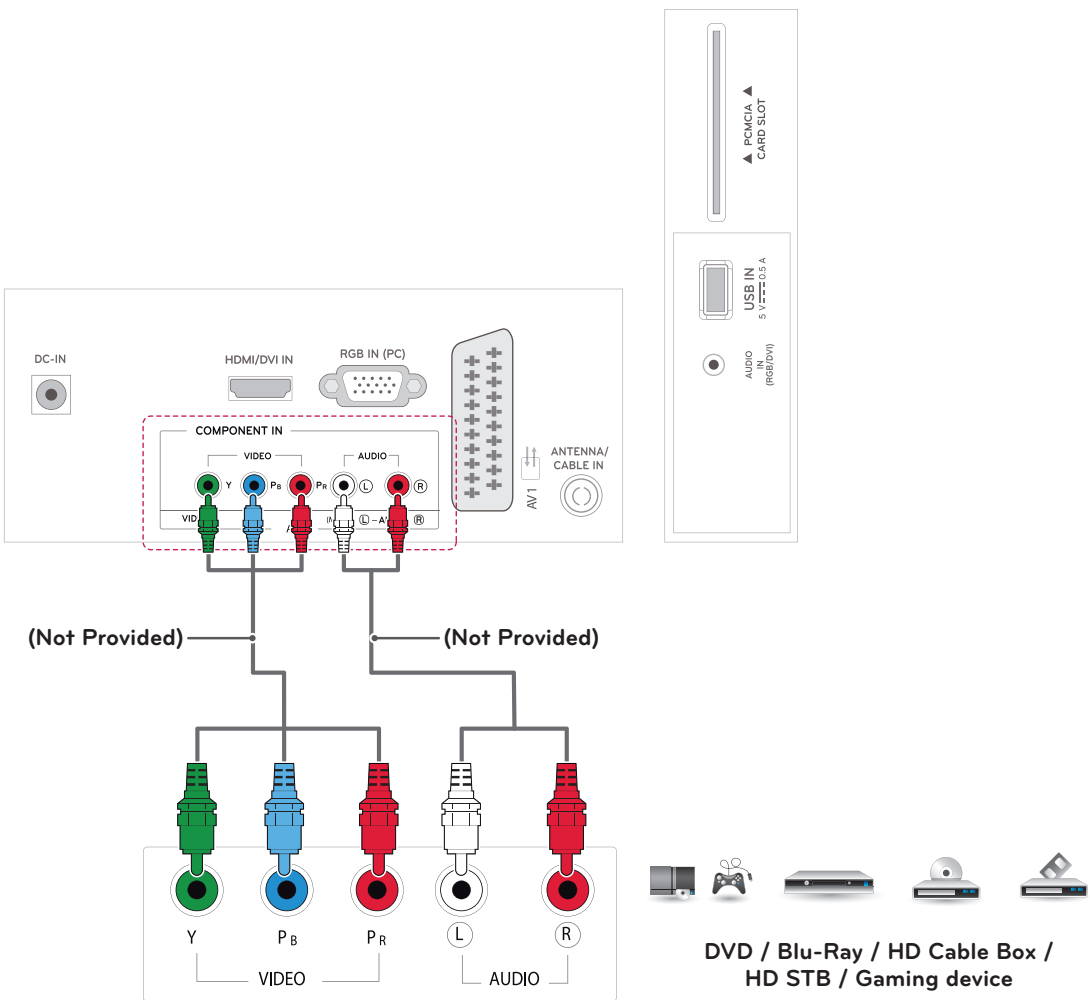 ▲ PCMCIA ▲
CARD SLOT
USB IN
5 V 0.5 A
AUDIO
IN
(RGB/DVI)
DC-IN
HDMI/DVI IN
RGB IN (PC)
COMPONENT IN
VIDEO
AUDIO
Y
PB
PR
L
R
VID
L
R
AV1
ANTENNA/
CABLE IN
(Not Provided)
(Not Provided)
Y
PB
PR
L
R
VIDEO
AUDIO
DVD / Blu-Ray / HD Cable Box /
HD STB / Gaming device